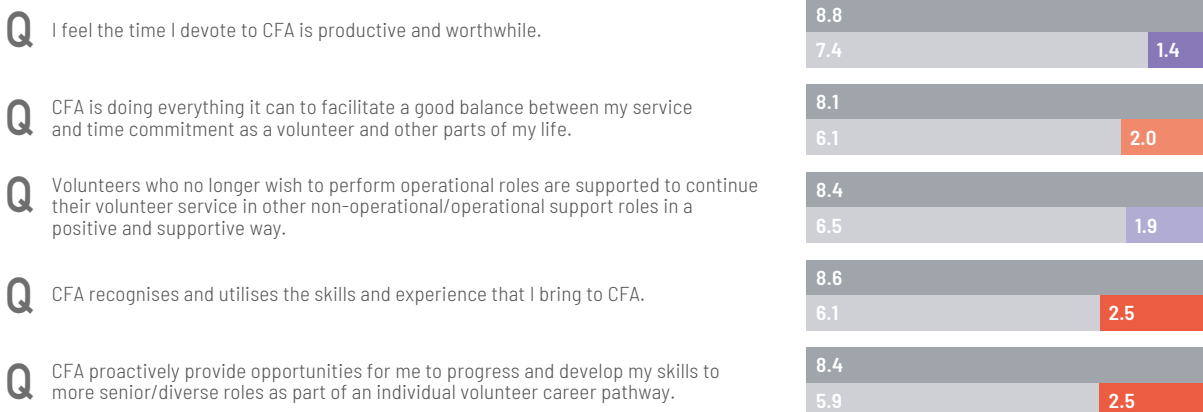 Q I feel the time I devote to CFA is productive and worthwhile.
8.8
7.4 1.4
Q CFA is doing everything it can to facilitate a good balance between my service
and time commitment as a volunteer and other parts of my life.
8.1
6.1 2.0
Q Volunteers who no longer wish to perform operational roles are supported to continue
their volunteer service in other non-operational/operational support roles in a
positive and supportive way.
8.4
6.5 1.9
Q CFA recognises and utilises the skills and experience that I bring to CFA.
8.6
6.1 2.5
Q CFA proactively provide opportunities for me to progress and develop my skills to
more senior/diverse roles as part of an individual volunteer career pathway.
8.4
5.9 2.5